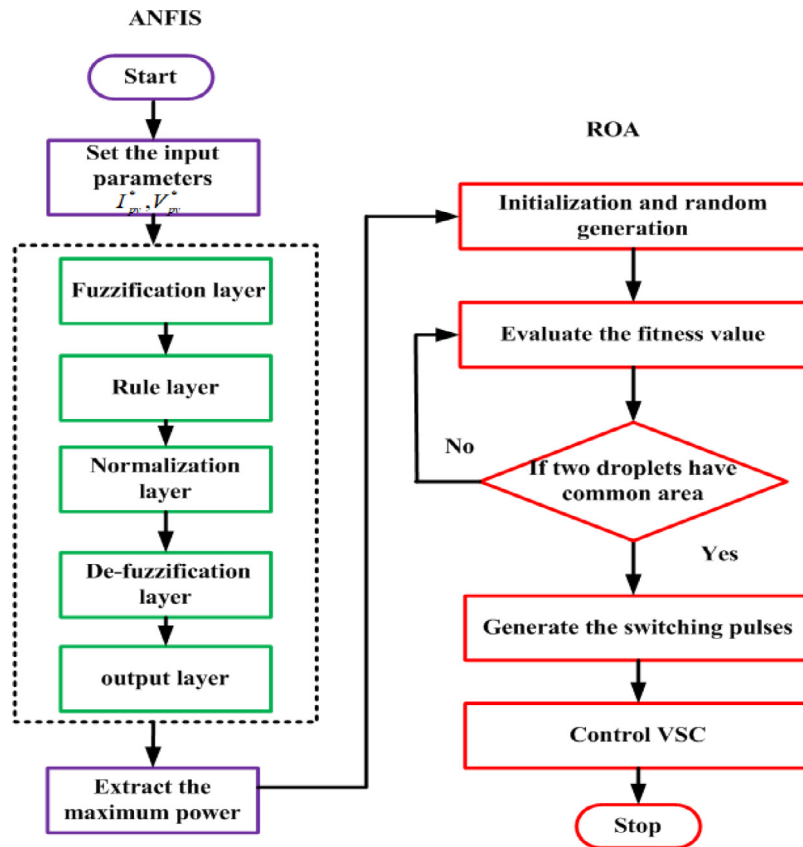 ANFIS
Start
Set the input
parameters
I*pv ,V*pv
Fuzzification layer
Rule layer
Normalization
layer
De-fuzzification
layer
output layer
Extract the
maximum power
ROA
Initialization and random
generation
Evaluate the fitness value
No
If two droplets have
common area
Yes
Generate the switching pulses
Control VSC
Stop